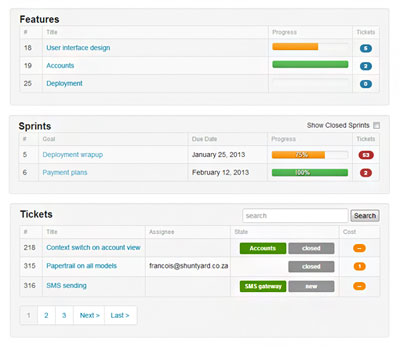 Features
# Title Progress Tickets
18 User interface design 5
19 Accounts 2
25 Deployment 0
Sprints Show Closed Sprints
# Goal Due Date Progress Tickets
5 Deployment wrapup January 25, 2013 75% 53
6 Payment plans February 12, 2013 100% 2
Tickets search Search
# Title Assignee State Cost
218 Context switch on account view Accounts closed –
315 Papertrail on all models francois@shuntyard.co.za closed 1
316 SMS sending SMS gateway new –
1 2 3 Next > Last >